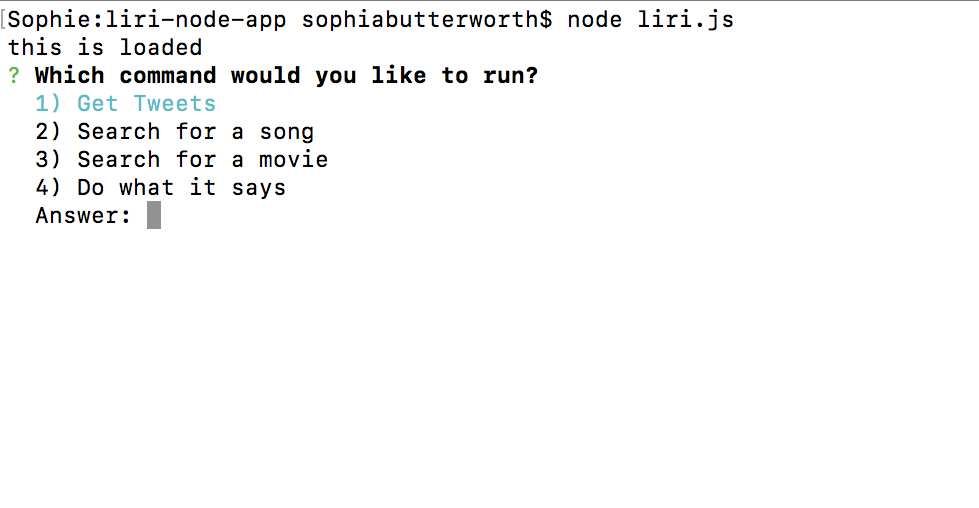 [Sophie:liri-node-app sophiabutterworth$ node liri.js
this is loaded
? Which command would you like to run?
1) Get Tweets
2) Search for a song
3) Search for a movie
4) Do what it says
Answer: